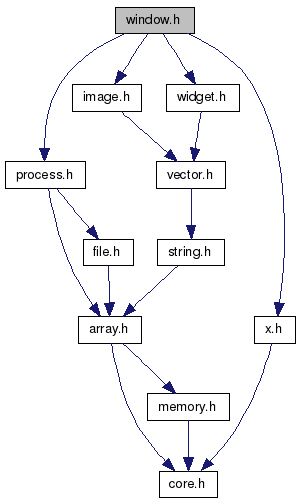 window.h
image.h
widget.h
process.h
vector.h
file.h
string.h
array.h
x.h
memory.h
core.h